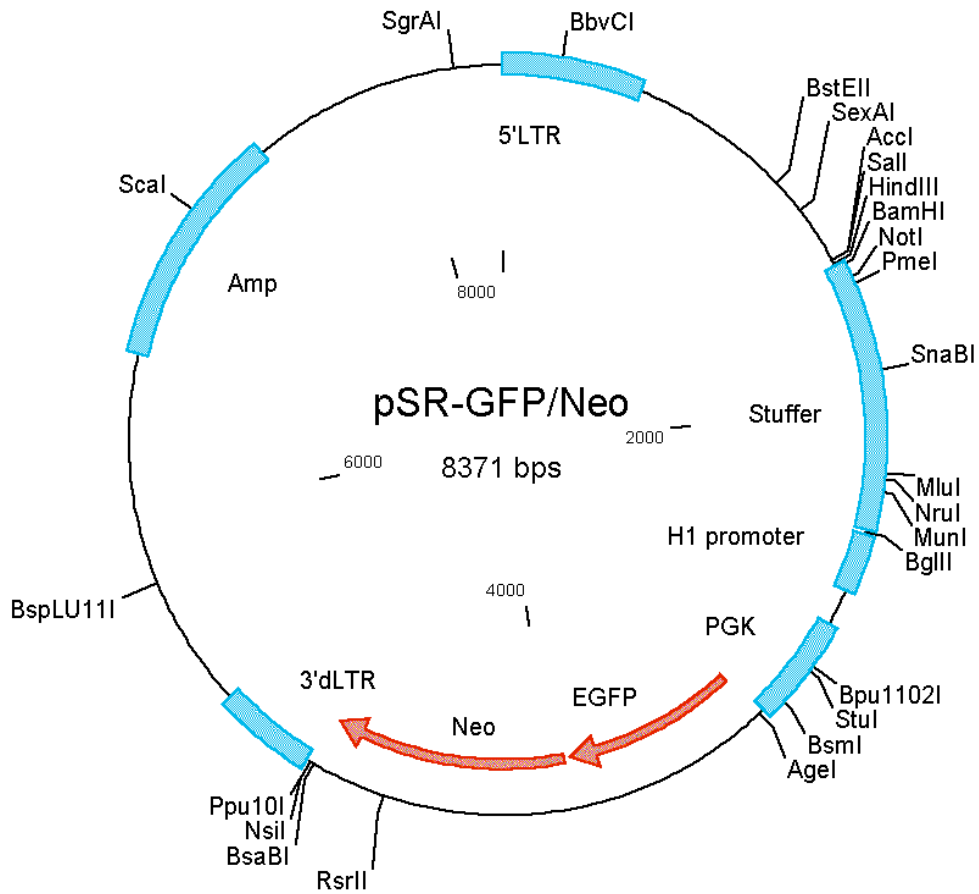 SgrAI
BbvCI
BstEII
SexAI
AccI
SalI
HindIII
BamHI
NotI
PmeI
5'LTR
ScaI
Amp
8000
SnaBI
pSR-GFP/Neo
Stuffer
2000
6000
8371 bps
MluI
NruI
MunI
BglII
H1 promoter
4000
BspLU11I
PGK
3'dLTR
EGFP
Neo
Bpu1102I
StuI
BsmI
AgeI
Ppu10I
NsiI
BsaBI
RsrII